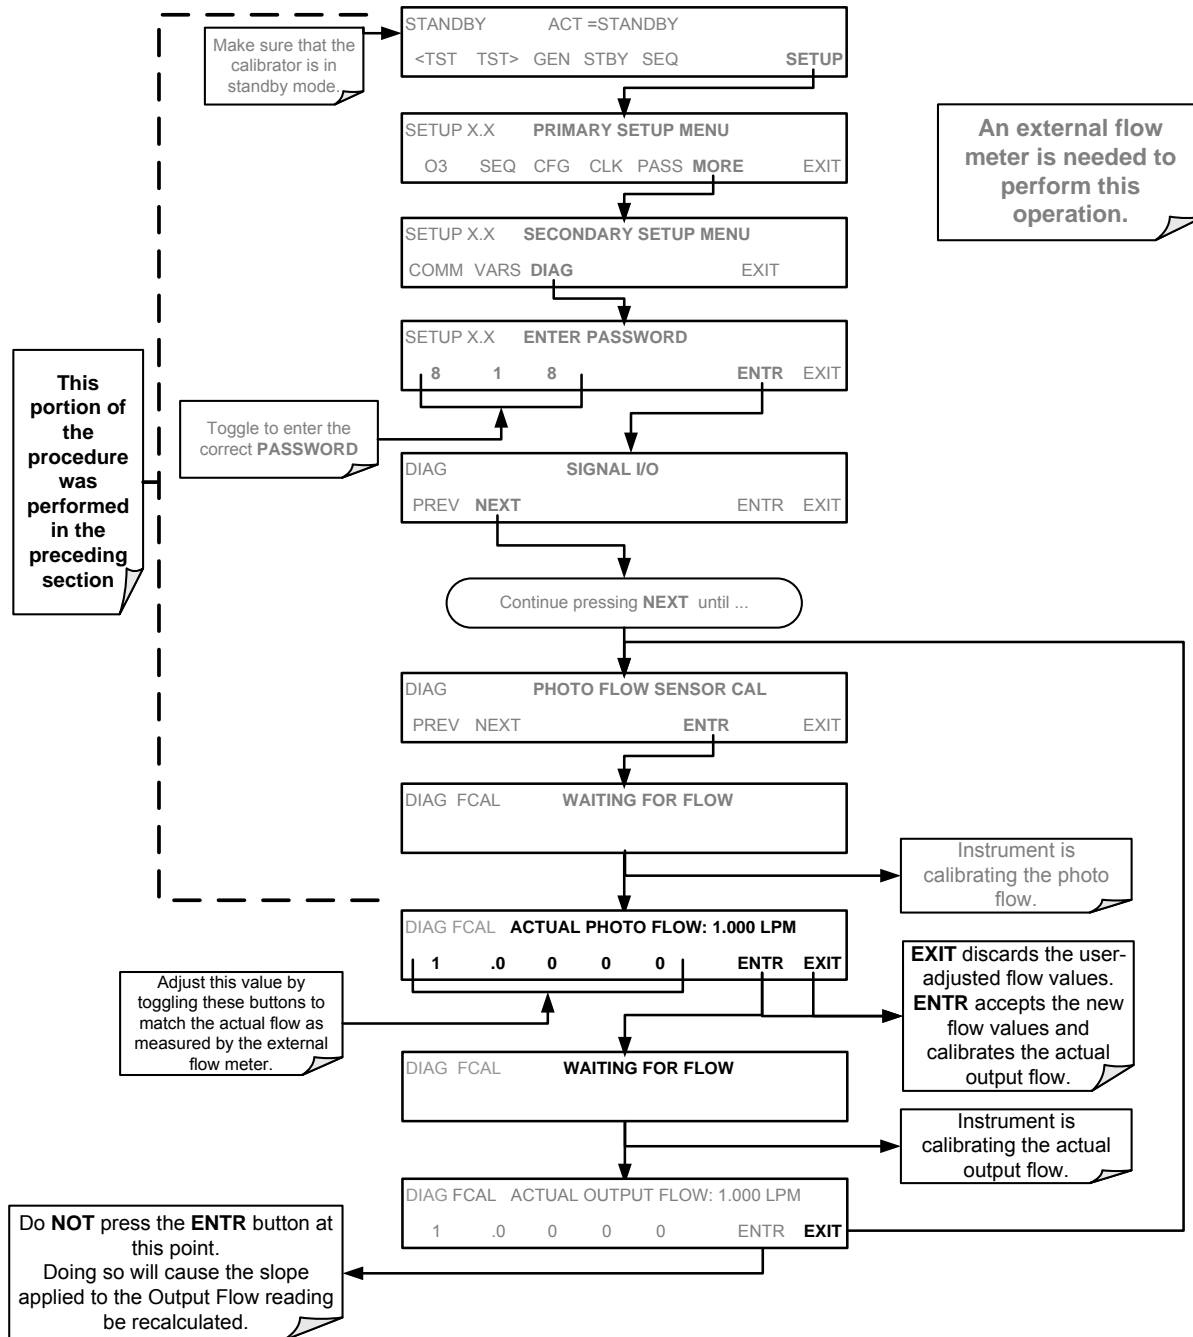 STANDBY ACT =STANDBY
<TST TST> GEN STBY SEQ SETUP
Make sure that the
calibrator is in
standby mode.
SETUP X.X PRIMARY SETUP MENU
O3 SEQ CFG CLK PASS MORE EXIT
An external flow
meter is needed to
perform this
operation.
SETUP X.X SECONDARY SETUP MENU
COMM VARS DIAG EXIT
SETUP X.X ENTER PASSWORD
8 1 8 ENTR EXIT
This
portion of
the
procedure
was
performed
in the
preceding
section
Toggle to enter the
correct PASSWORD
DIAG SIGNAL I/O
PREV NEXT ENTR EXIT
Continue pressing NEXT until ...
DIAG PHOTO FLOW SENSOR CAL
PREV NEXT ENTR EXIT
DIAG FCAL WAITING FOR FLOW
Instrument is
calibrating the photo
flow.
DIAG FCAL ACTUAL PHOTO FLOW: 1.000 LPM
1 .0 0 0 0 ENTR EXIT
Adjust this value by
toggling these buttons to
match the actual flow as
measured by the external
flow meter.
EXIT discards the user-
adjusted flow values.
ENTR accepts the new
flow values and
calibrates the actual
output flow.
DIAG FCAL WAITING FOR FLOW
Instrument is
calibrating the actual
output flow.
DIAG FCAL ACTUAL OUTPUT FLOW: 1.000 LPM
1 .0 0 0 0 ENTR EXIT
Do NOT press the ENTR button at
this point.
Doing so will cause the slope
applied to the Output Flow reading
be recalculated.